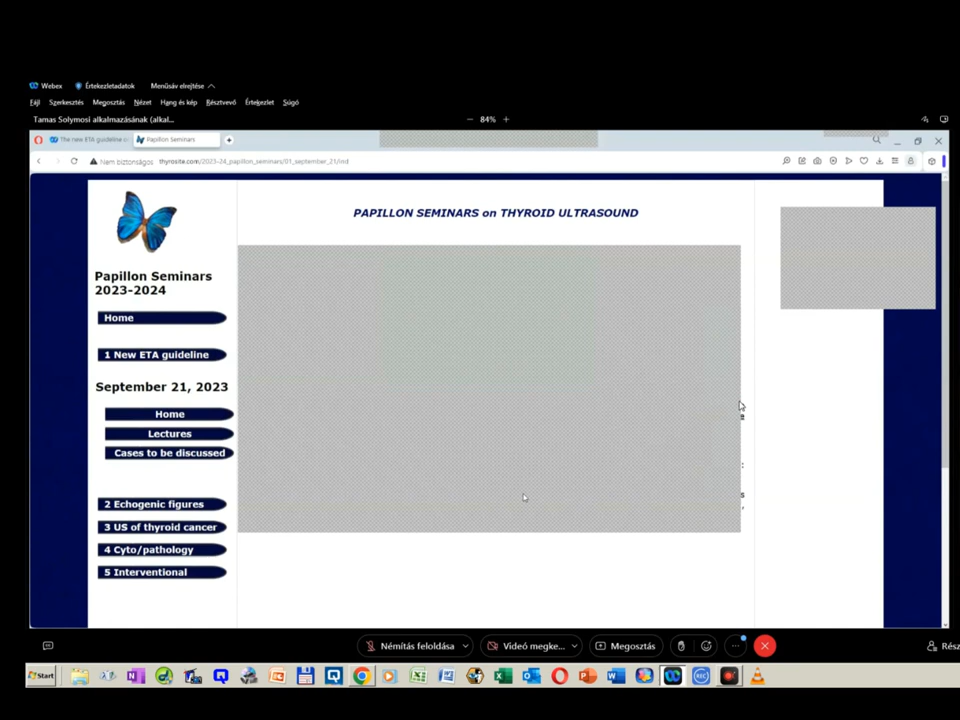 Webex Értekezletadatok Menüsáv elrejtése
Fájl Szerkesztés Megosztás Nézet Hang és kép Résztvevő Értekezlet Súgó
Tamas Solymosi alkalmazásának (alkal... 84%
The new ETA guideline Papillon Seminars
Nem biztonságos thyrosite.com/2023-24_papillon_seminars/01_september_21/ind
PAPILLON SEMINARS on THYROID ULTRASOUND
Papillon Seminars
2023-2024
Home
1 New ETA guideline
September 21, 2023
Home
Lectures
Cases to be discussed
2 Echogenic figures
3 US of thyroid cancer
4 Cyto/pathology
5 Interventional
Némítás feloldása Videó megke... Megosztás Rész
Start REC